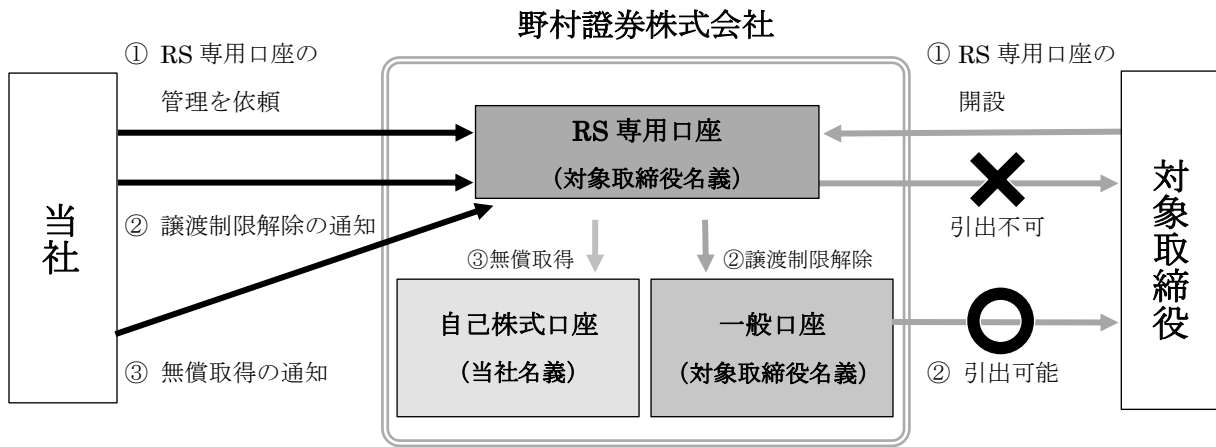 野村證券株式会社
① RS 専用口座の
管理を依頼
① RS 専用口座の
開設
RS 専用口座
(対象取締役名義)
当社
対象取締役
② 譲渡制限解除の通知
引出不可
③無償取得
②譲渡制限解除
自己株式口座
(当社名義)
一般口座
(対象取締役名義)
③ 無償取得の通知
② 引出可能